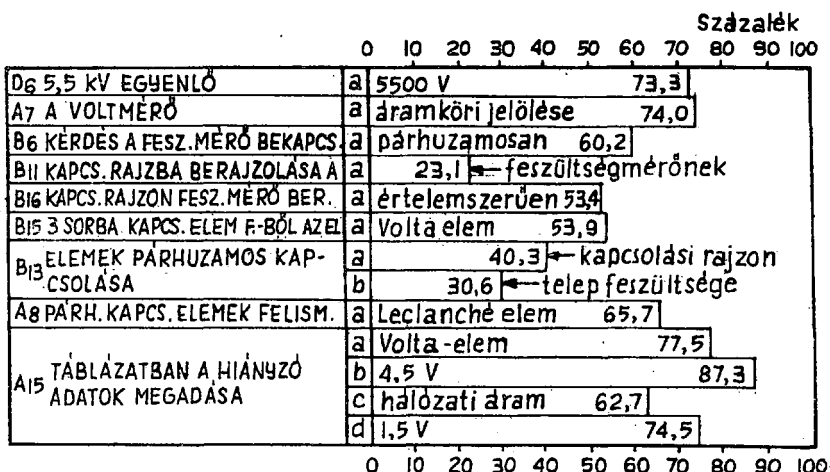 Százalék
0 10 20 30 40 50 60 70 80 90 100
D6 5,5 kV EGYENLŐ a 5500 V 73,3
A7 A VOLTMÉRŐ a áramköri jelölése 74,0
B6 KÉRDÉS A FESZ.MÉRŐ BEKAPCS. a párhuzamosan 60,2
B11 KAPCS. RAJZBA BERAJZOLÁSA A a 23,1 feszültségmérőnek
B16 KAPCS. RAJZON FESZ.MÉRŐ BER. a értelemszerűen 53,4
B15 3 SORBA KAPCS. ELEM F.-BŐL AZ EL a Volta elem 53,9
B13 ELEMEK PÁRHUZAMOS KAP-
CSOLÁSA
a 40,3 kapcsolási rajzon
b 30,6 telep feszültsége
A8 PÁRH. KAPCS. ELEMEK FELISM. a Leclanché elem 65,7
A15 TÁBLÁZATBAN A HIÁNYZÓ
ADATOK MEGADÁSA
a Volta-elem 77,5
b 4,5 V 87,3
c hálózati áram 62,7
d 1,5 V 74,5
0 10 20 30 40 50 60 70 80 90 100